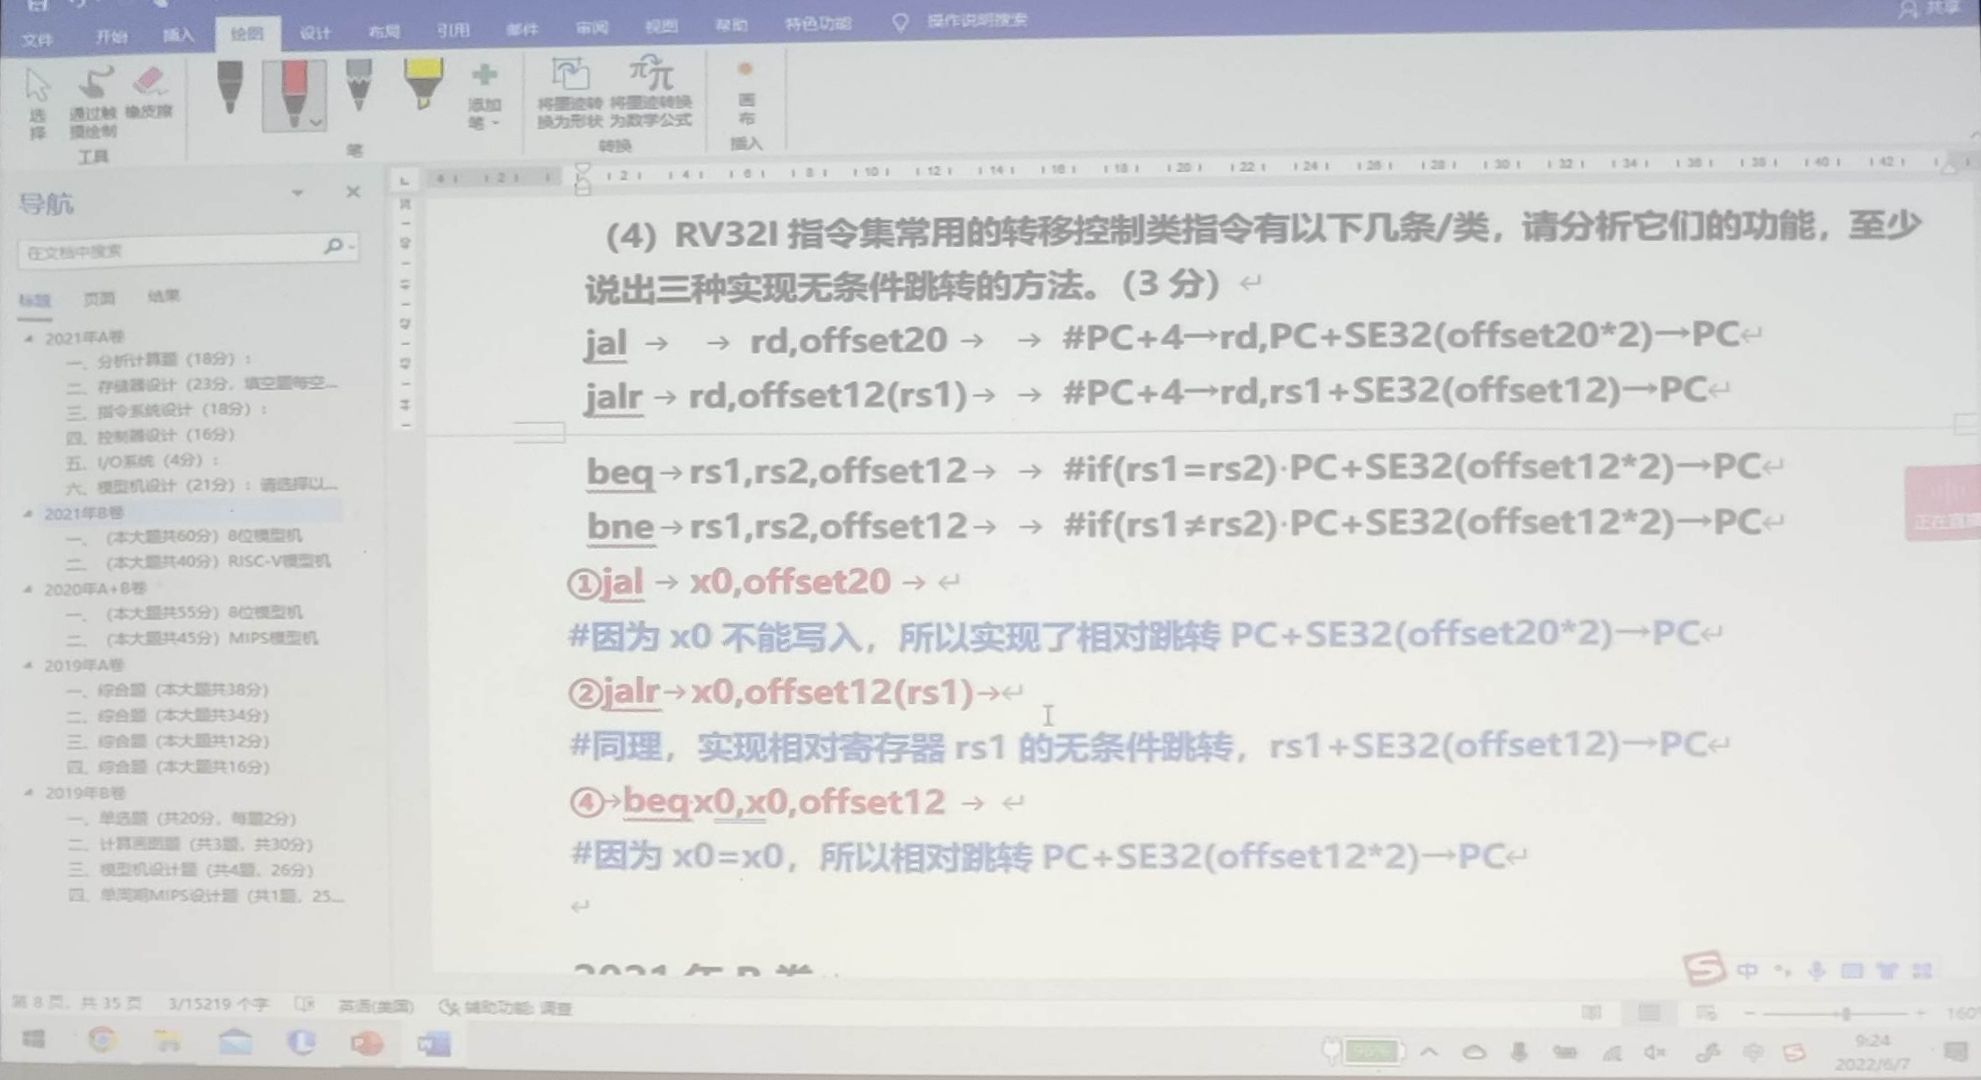 文件 开始 插入 绘图 设计 布局 引用 邮件 审阅 视图 帮助 特色功能 操作说明搜索 共享
选择 通过触摸绘制 橡皮擦 添加笔 将墨迹转换为形状 将墨迹转换为数学公式 画布
工具 笔 转换 插入
导航
在文档中搜索
标题 页面 结果
2021年A卷
一、分析计算题（18分）：
二、存储器设计（23分，填空题每空...
三、指令系统设计（18分）：
四、控制器设计（16分）
五、I/O系统（4分）：
六、模型机设计（21分）：请选择以...
2021年B卷
一、（本大题共60分）8位模型机
二、（本大题共40分）RISC-V模型机
2020年A+B卷
一、（本大题共55分）8位模型机
二、（本大题共45分）MIPS模型机
2019年A卷
一、综合题（本大题共38分）
二、综合题（本大题共34分）
三、综合题（本大题共12分）
四、综合题（本大题共16分）
2019年B卷
一、单选题（共20分，每题2分）
二、计算画图题（共3题，共30分）
三、模型机设计题（共4题，26分）
四、单周期MIPS设计题（共1题，25...
（4）RV32I 指令集常用的转移控制类指令有以下几条/类，请分析它们的功能，至少
说出三种实现无条件跳转的方法。（3 分）↵
jal → → rd,offset20 → → #PC+4→rd,PC+SE32(offset20*2)→PC↵
jalr → rd,offset12(rs1)→ → #PC+4→rd,rs1+SE32(offset12)→PC↵
beq→rs1,rs2,offset12→ → #if(rs1=rs2)·PC+SE32(offset12*2)→PC↵
bne→rs1,rs2,offset12→ → #if(rs1≠rs2)·PC+SE32(offset12*2)→PC↵
①jal → x0,offset20 → ↵
#因为 x0 不能写入，所以实现了相对跳转 PC+SE32(offset20*2)→PC↵
②jalr→x0,offset12(rs1)→↵
#同理，实现相对寄存器 rs1 的无条件跳转，rs1+SE32(offset12)→PC↵
④→beq·x0,x0,offset12 → ↵
#因为 x0=x0，所以相对跳转 PC+SE32(offset12*2)→PC↵
↵
第 8 页，共 35 页 3/15219 个字 英语(美国) 辅助功能: 调查
中
9:24
2022/6/7